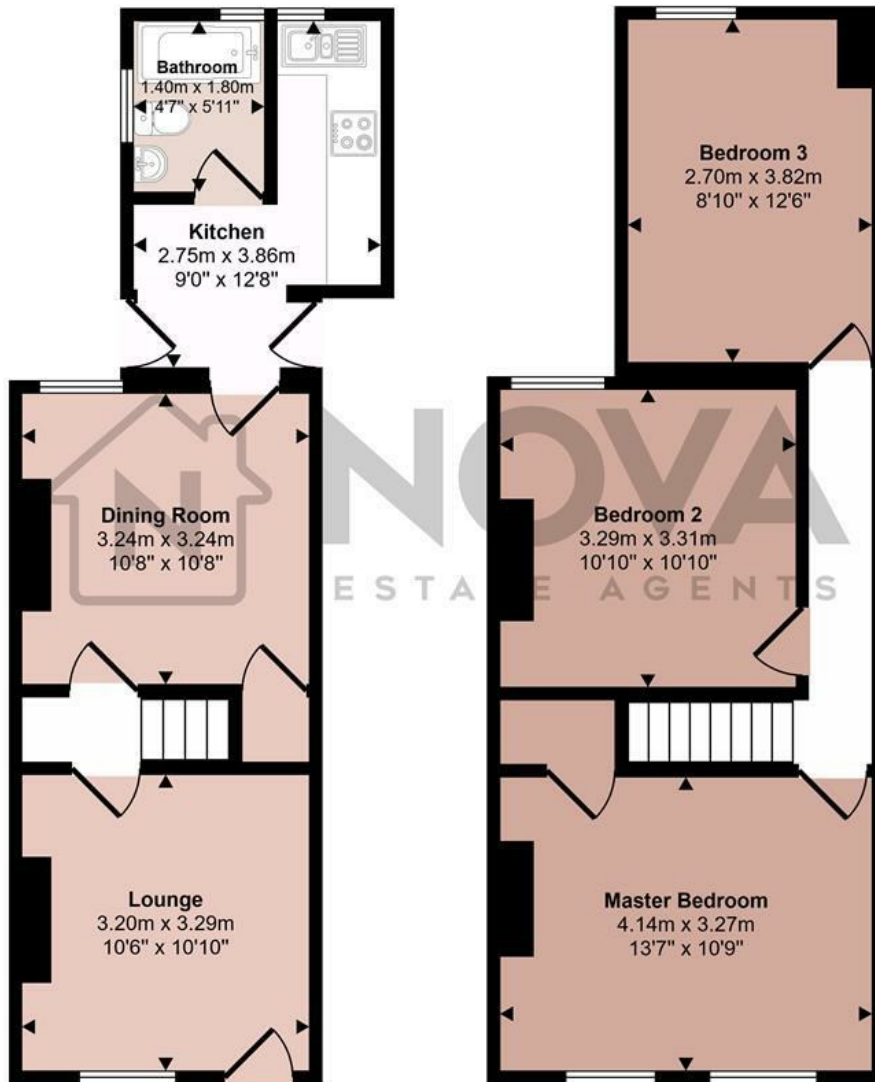 Bathroom
1.40m x 1.80m
4'7" x 5'11"
Kitchen
2.75m x 3.86m
9'0" x 12'8"
Dining Room
3.24m x 3.24m
10'8" x 10'8"
Lounge
3.20m x 3.29m
10'6" x 10'10"
Bedroom 3
2.70m x 3.82m
8'10" x 12'6"
Bedroom 2
3.29m x 3.31m
10'10" x 10'10"
Master Bedroom
4.14m x 3.27m
13'7" x 10'9"
N NOVA
ESTATE AGENTS